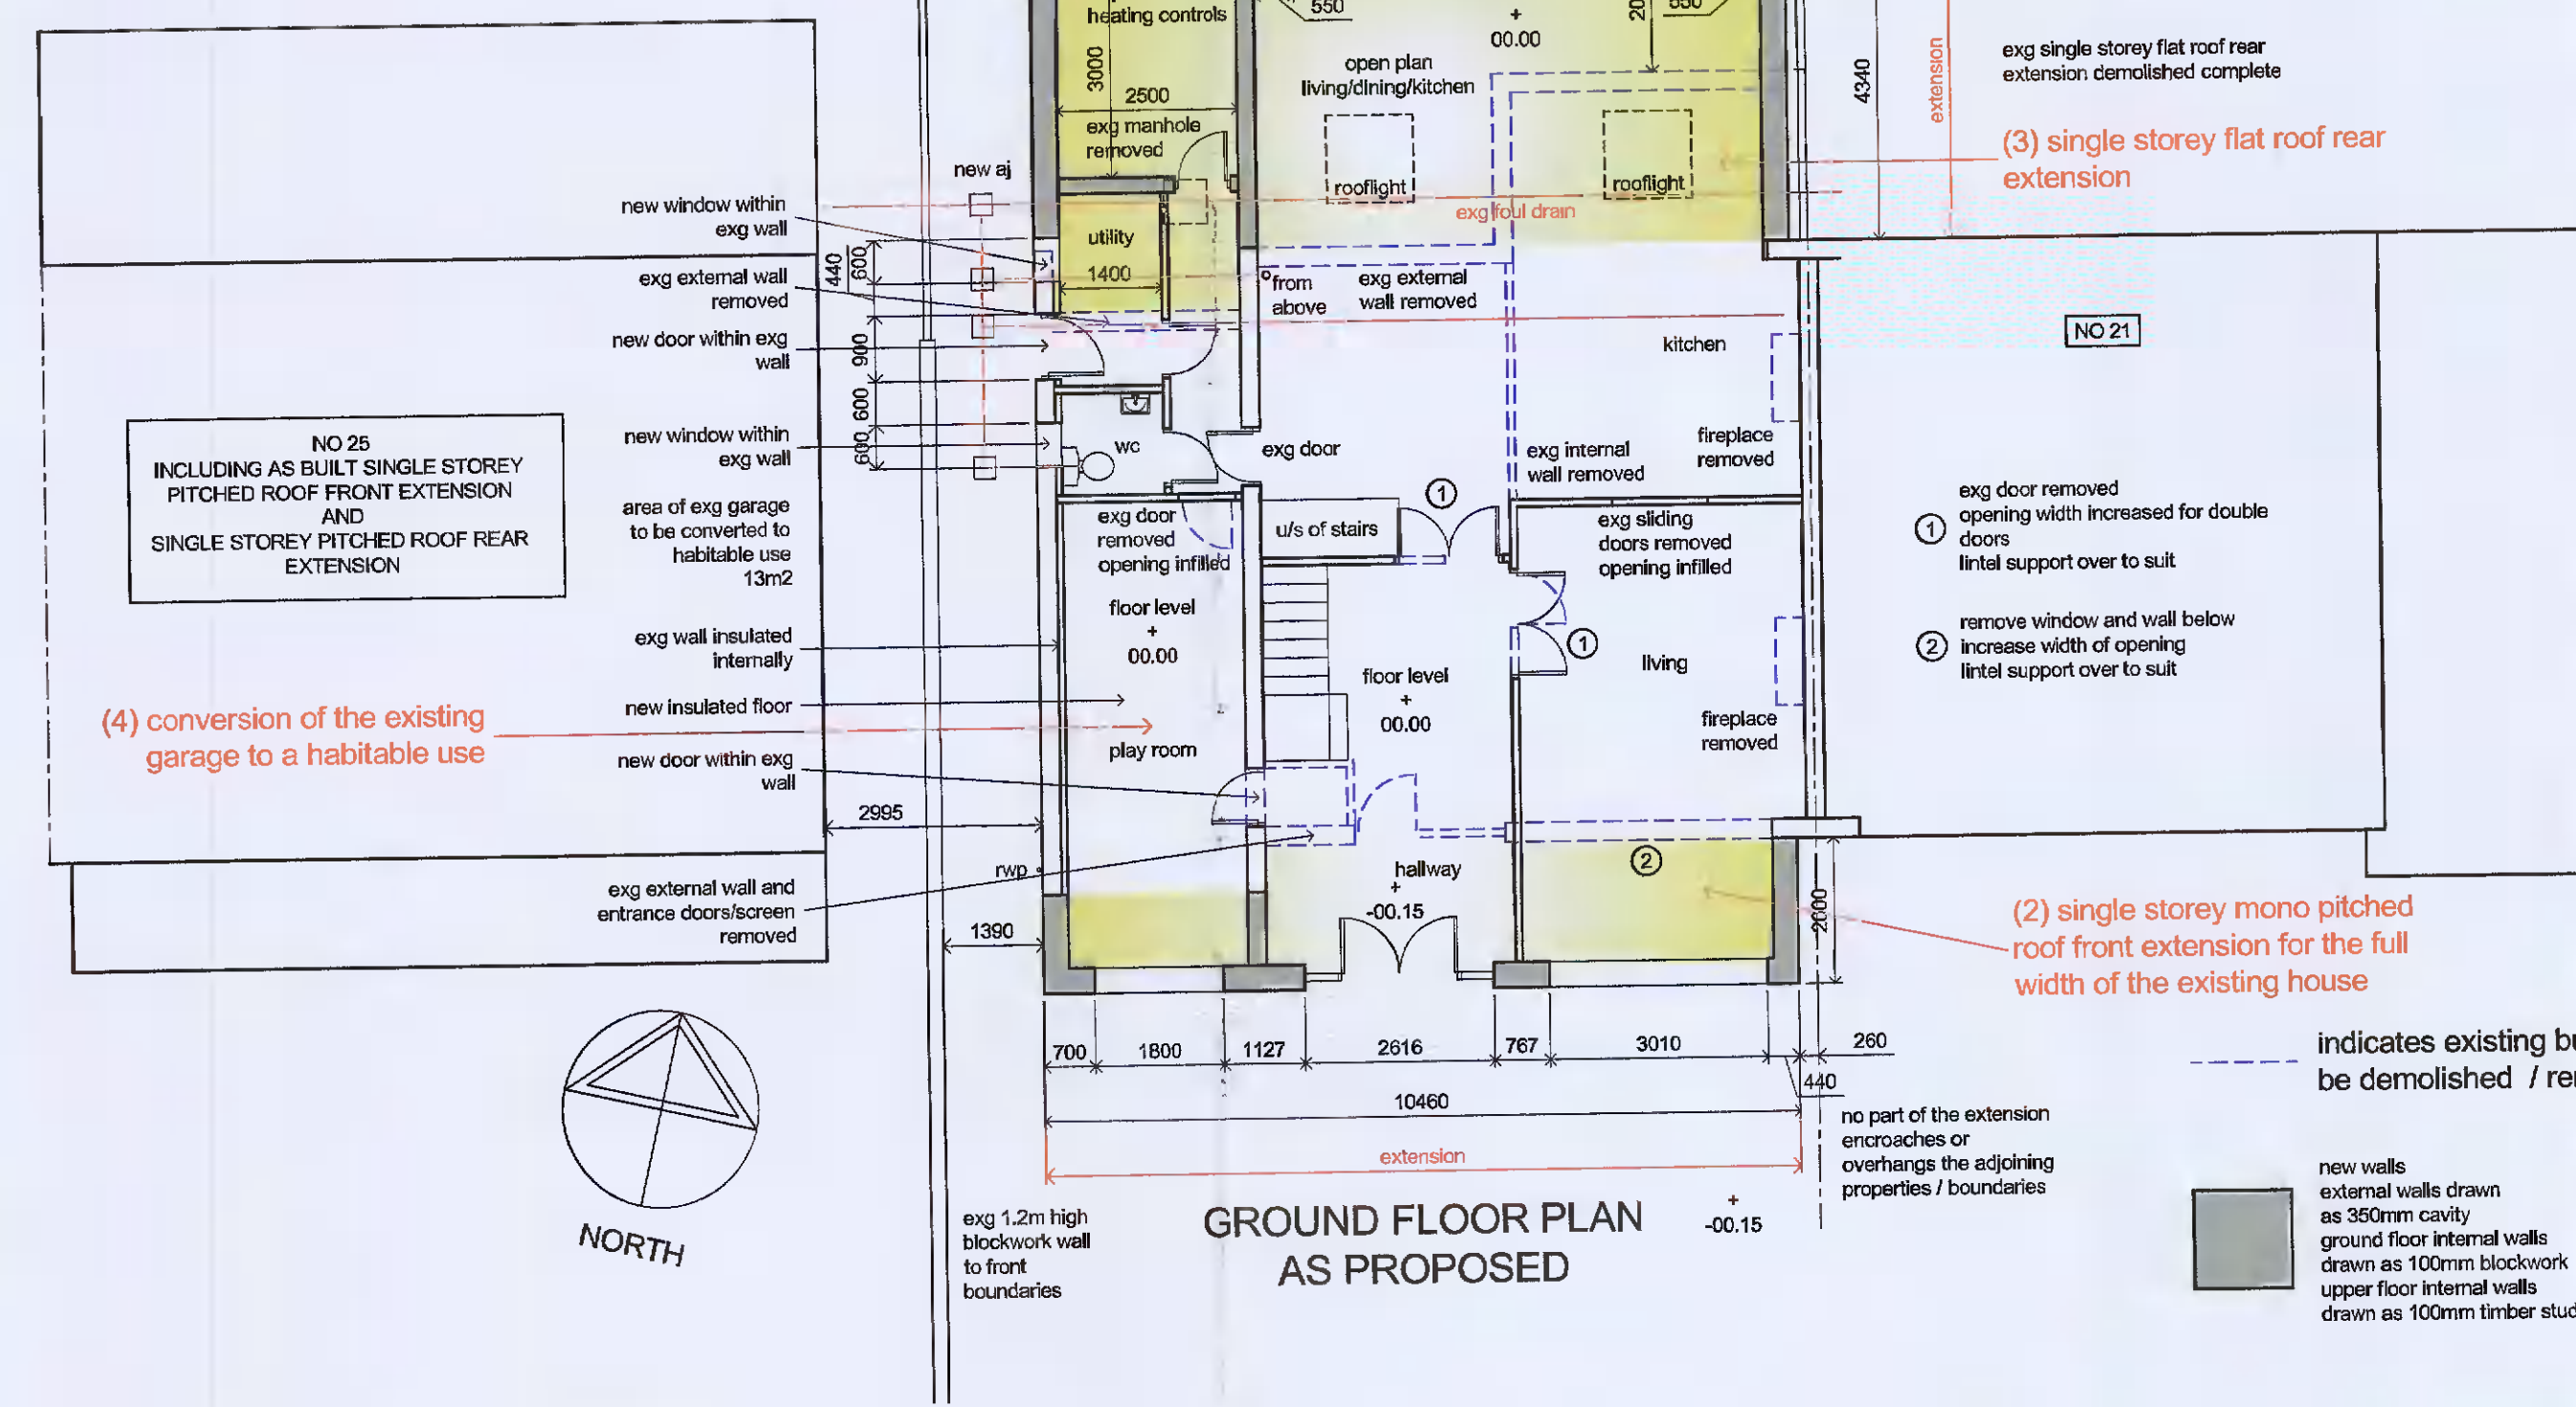 heating controls
3000
2500
exg manhole
removed
550
+
00.00
open plan
living/dining/kitchen
rooflight
rooflight
20
550
4340
extension
exg single storey flat roof rear
extension demolished complete
(3) single storey flat roof rear
extension
exg foul drain
new aj
new window within
exg wall
utility
1400
440
600
exg external wall
removed
from
above
exg external
wall removed
new door within exg
wall
900
kitchen
NO 21
600
600
new window within
exg wall
wc
exg door
exg internal
wall removed
fireplace
removed
NO 25
INCLUDING AS BUILT SINGLE STOREY
PITCHED ROOF FRONT EXTENSION
AND
SINGLE STOREY PITCHED ROOF REAR
EXTENSION
area of exg garage
to be converted to
habitable use
13m2
exg door
removed
opening infilled
u/s of stairs
1
exg sliding
doors removed
opening infilled
1
exg door removed
opening width increased for double
doors
lintel support over to suit
2
remove window and wall below
increase width of opening
lintel support over to suit
floor level
+
00.00
exg wall insulated
internally
1
living
floor level
+
00.00
new insulated floor
(4) conversion of the existing
garage to a habitable use
play room
fireplace
removed
new door within exg
wall
2995
rwp
hallway
+
-00.15
2
exg external wall and
entrance doors/screen
removed
1390
2000
(2) single storey mono pitched
roof front extension for the full
width of the existing house
700
1800
1127
2616
767
3010
260
440
10460
extension
no part of the extension
encroaches or
overhangs the adjoining
properties / boundaries
indicates existing bu
be demolished / re
NORTH
exg 1.2m high
blockwork wall
to front
boundaries
GROUND FLOOR PLAN
AS PROPOSED
+
-00.15
new walls
external walls drawn
as 350mm cavity
ground floor internal walls
drawn as 100mm blockwork
upper floor internal walls
drawn as 100mm timber stud